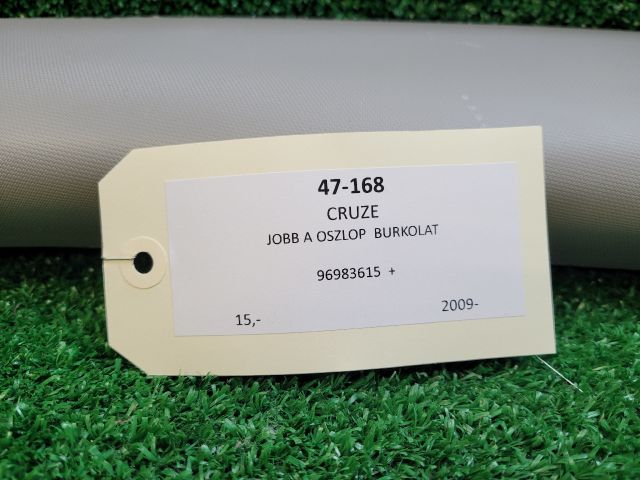 47-168
CRUZE
JOBB A OSZLOP BURKOLAT
96983615 +
15,- 2009-